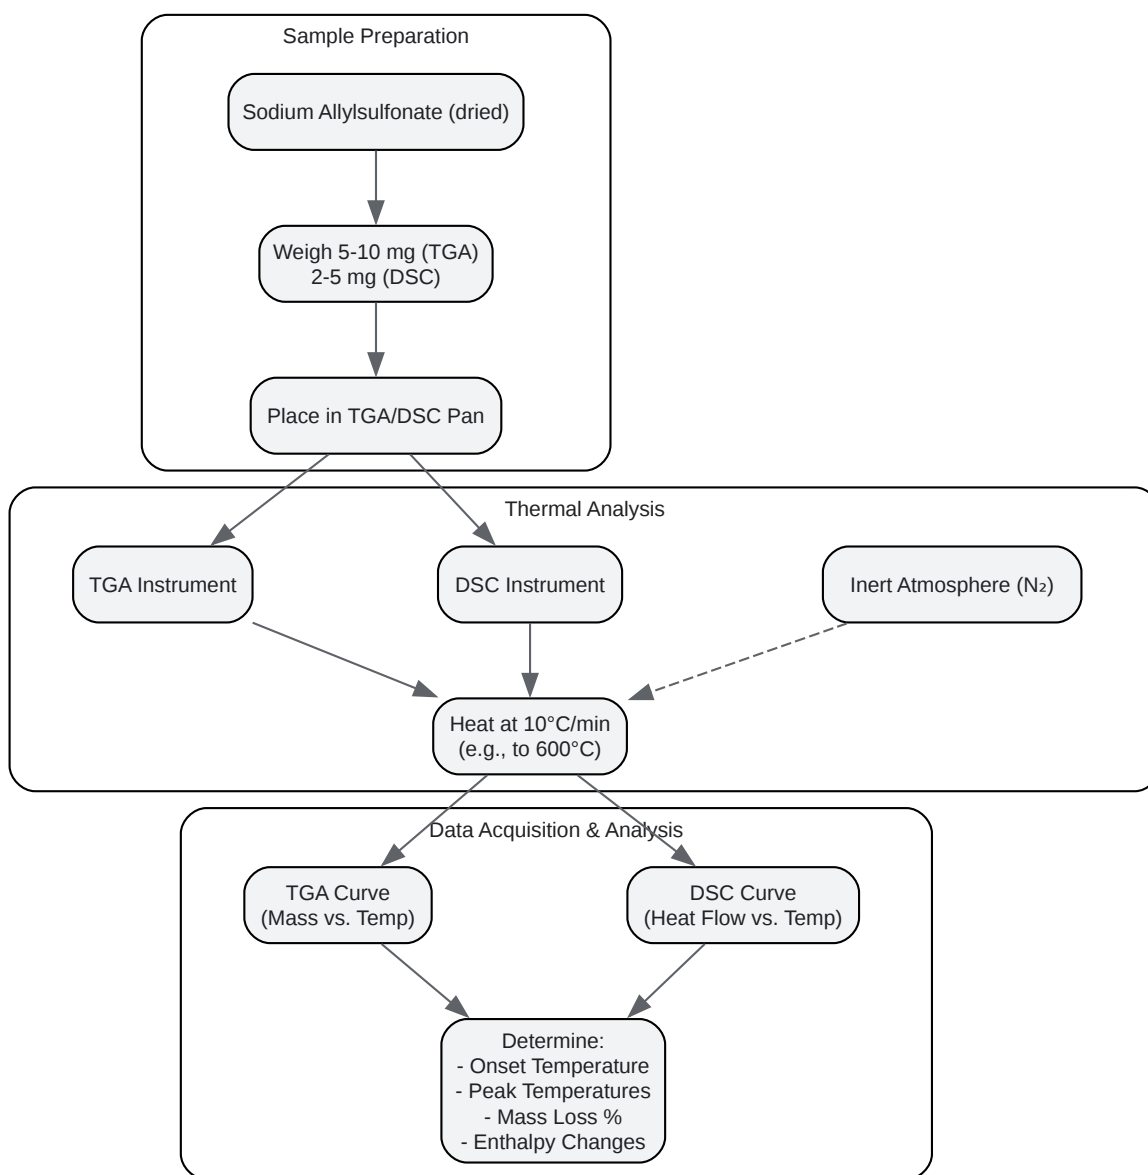 Sample Preparation
Sodium Allylsulfonate (dried)
Weigh 5-10 mg (TGA)
2-5 mg (DSC)
Place in TGA/DSC Pan
Thermal Analysis
TGA Instrument
DSC Instrument
Inert Atmosphere (N₂)
Heat at 10°C/min
(e.g., to 600°C)
Data Acquisition & Analysis
TGA Curve
(Mass vs. Temp)
DSC Curve
(Heat Flow vs. Temp)
Determine:
- Onset Temperature
- Peak Temperatures
- Mass Loss %
- Enthalpy Changes